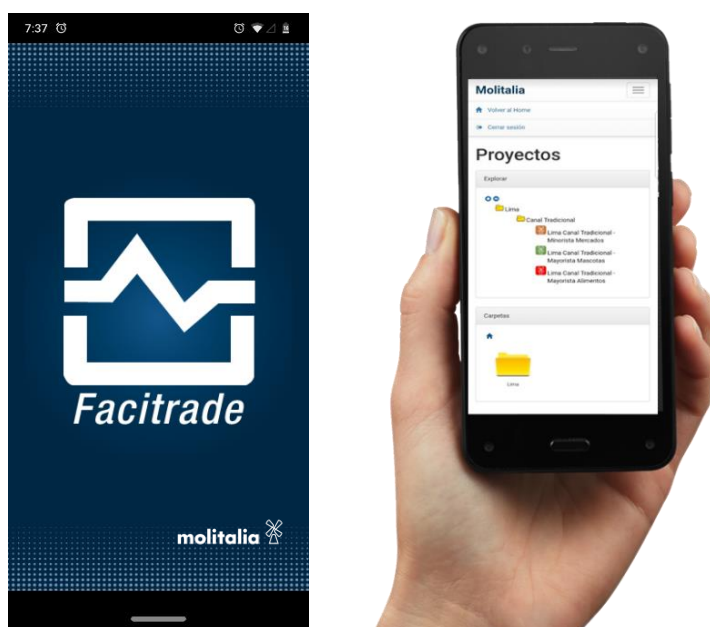 7:37
Facitrade
molitalia
Molitalia
Volver al Home
Cerrar sesión
Proyectos
Explorar
Lima
Canal Tradicional
Lima Canal Tradicional -
Minorista Mercados
Lima Canal Tradicional -
Mayorista Mascotas
Lima Canal Tradicional -
Mayorista Alimentos
Carpetas
Lima